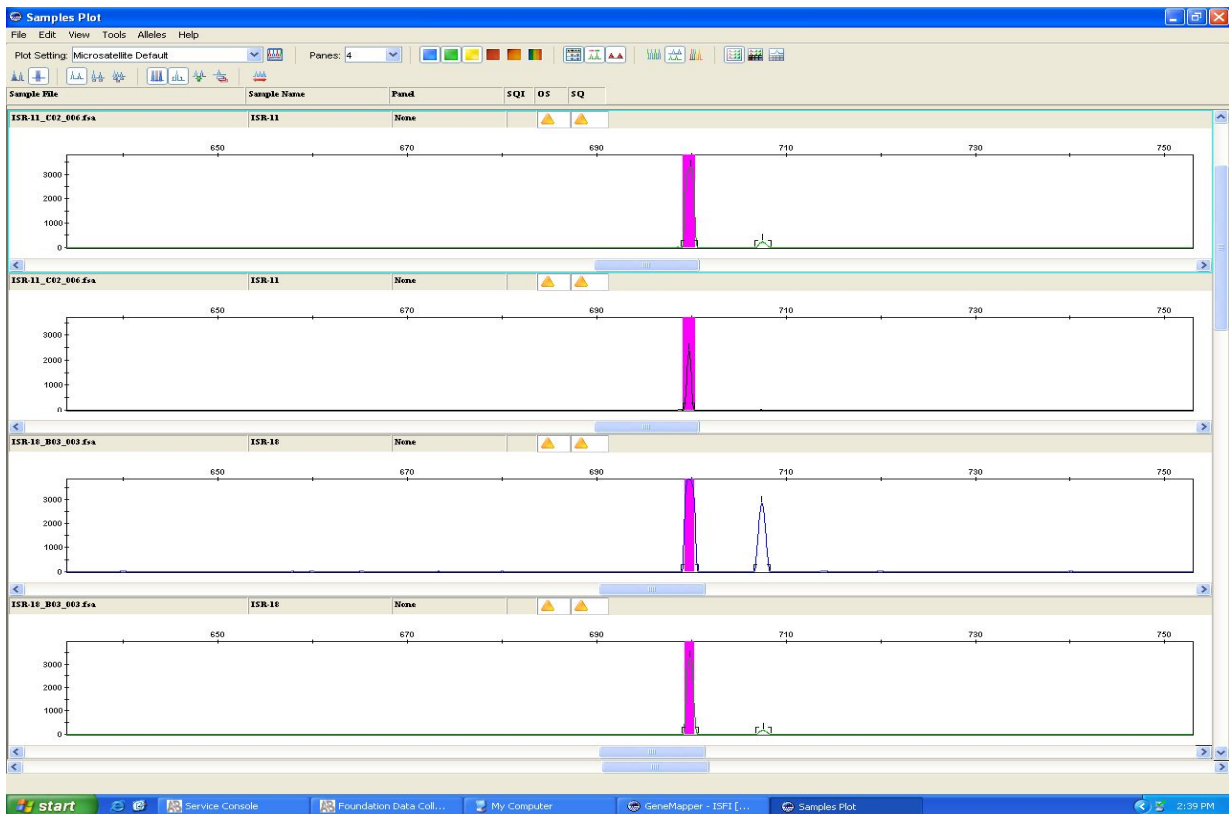 Samples Plot
File Edit View Tools Alleles Help
Plot Setting: Microsatellite Default Panes: 4
Sample File Sample Name Panel SQI OS SQ
ISR-11_C02_006.fsa ISR-11 None
650 670 690 710 730 750
3000
2000
1000
0
ISR-11_C02_006.fsa ISR-11 None
650 670 690 710 730 750
3000
2000
1000
0
ISR-18_B03_003.fsa ISR-18 None
650 670 690 710 730 750
3000
2000
1000
0
ISR-18_B03_003.fsa ISR-18 None
650 670 690 710 730 750
3000
2000
1000
0
start Service Console Foundation Data Coll... My Computer GeneMapper - ISFI [... Samples Plot 2:39 PM